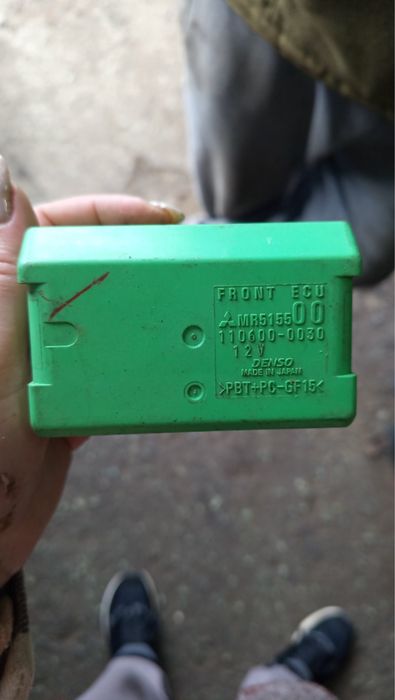 FRONT ECU
MR515500
110600-0030
12V
DENSO
MADE IN JAPAN
>PBT+PC-GF15<